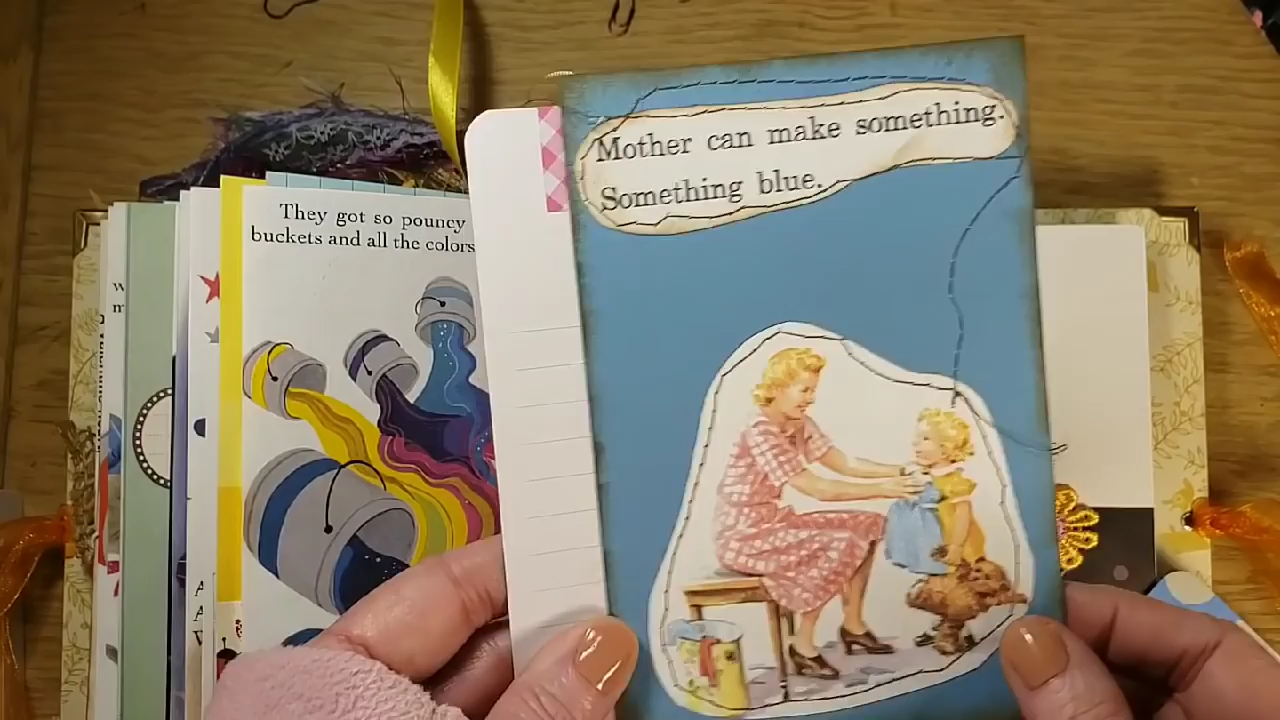 They got so pouncy
buckets and all the colors
Mother can make something.
Something blue.